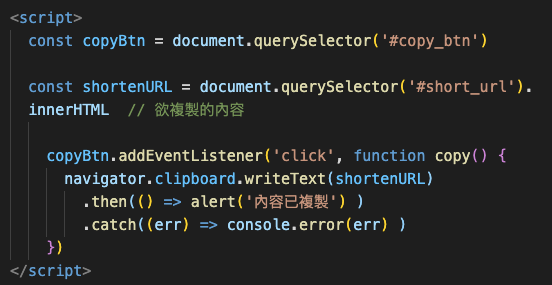 <script>
const copyBtn = document.querySelector('#copy_btn')
const shortenURL = document.querySelector('#short_url').
innerHTML  // 欲複製的內容
copyBtn.addEventListener('click', function copy() {
navigator.clipboard.writeText(shortenURL)
.then(() => alert('內容已複製') )
.catch((err) => console.error(err) )
})
</script>